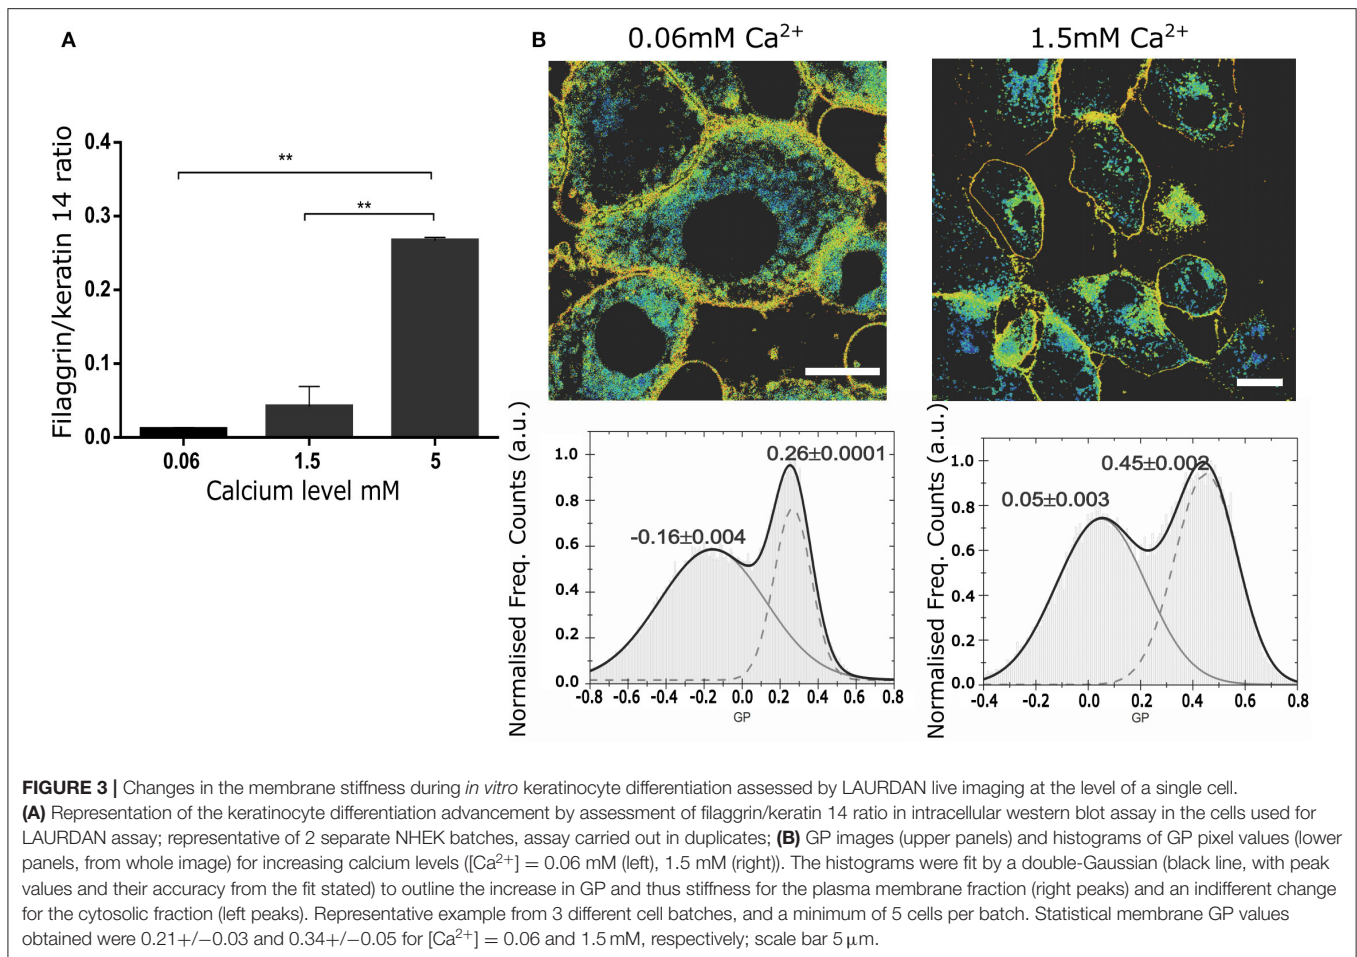 A
Filaggrin/keratin 14 ratio
0.4
0.3
0.2
0.1
0.0
**
**
0.06 1.5 5
Calcium level mM
B
0.06mM Ca²⁺
1.5mM Ca²⁺
Normalised Freq. Counts (a.u.)
1.0
0.8
0.6
0.4
0.2
0.0
-0.16±0.004
0.26±0.0001
-0.8 -0.6 -0.4 -0.2 0.0 0.2 0.4 0.6 0.8
GP
Normalised Freq. Counts (a.u.)
1.0
0.8
0.6
0.4
0.2
0.0
0.05±0.003
0.45±0.002
-0.4 -0.2 0.0 0.2 0.4 0.6 0.8
GP
FIGURE 3 | Changes in the membrane stiffness during in vitro keratinocyte differentiation assessed by LAURDAN live imaging at the level of a single cell.
(A) Representation of the keratinocyte differentiation advancement by assessment of filaggrin/keratin 14 ratio in intracellular western blot assay in the cells used for
LAURDAN assay; representative of 2 separate NHEK batches, assay carried out in duplicates; (B) GP images (upper panels) and histograms of GP pixel values (lower
panels, from whole image) for increasing calcium levels ([Ca²⁺] = 0.06 mM (left), 1.5 mM (right)). The histograms were fit by a double-Gaussian (black line, with peak
values and their accuracy from the fit stated) to outline the increase in GP and thus stiffness for the plasma membrane fraction (right peaks) and an indifferent change
for the cytosolic fraction (left peaks). Representative example from 3 different cell batches, and a minimum of 5 cells per batch. Statistical membrane GP values
obtained were 0.21+/−0.03 and 0.34+/−0.05 for [Ca²⁺] = 0.06 and 1.5 mM, respectively; scale bar 5 μm.